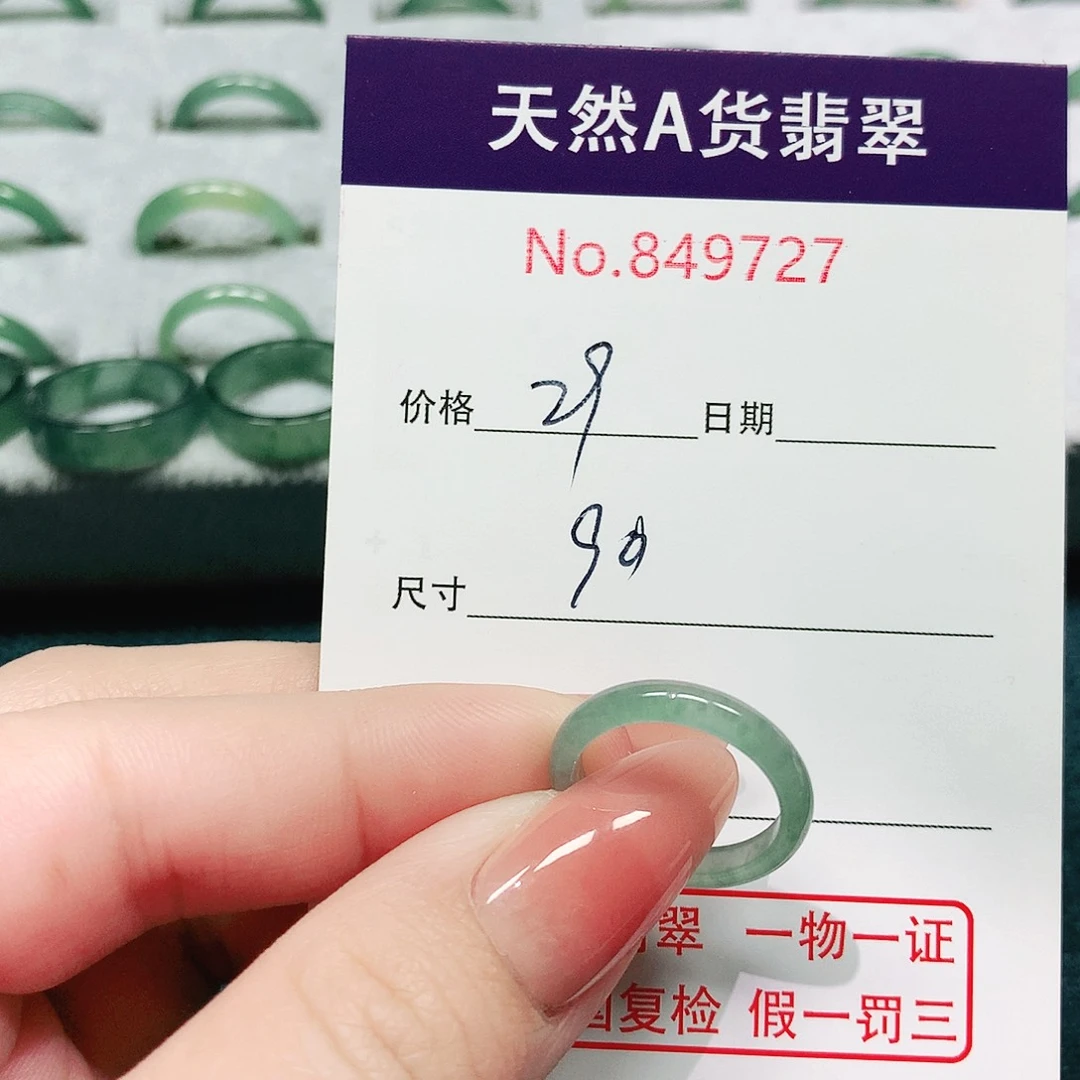 天然A货翡翠
No.849727
价格 29 日期
90
尺寸
翠 一物一证
复检 假一罚三